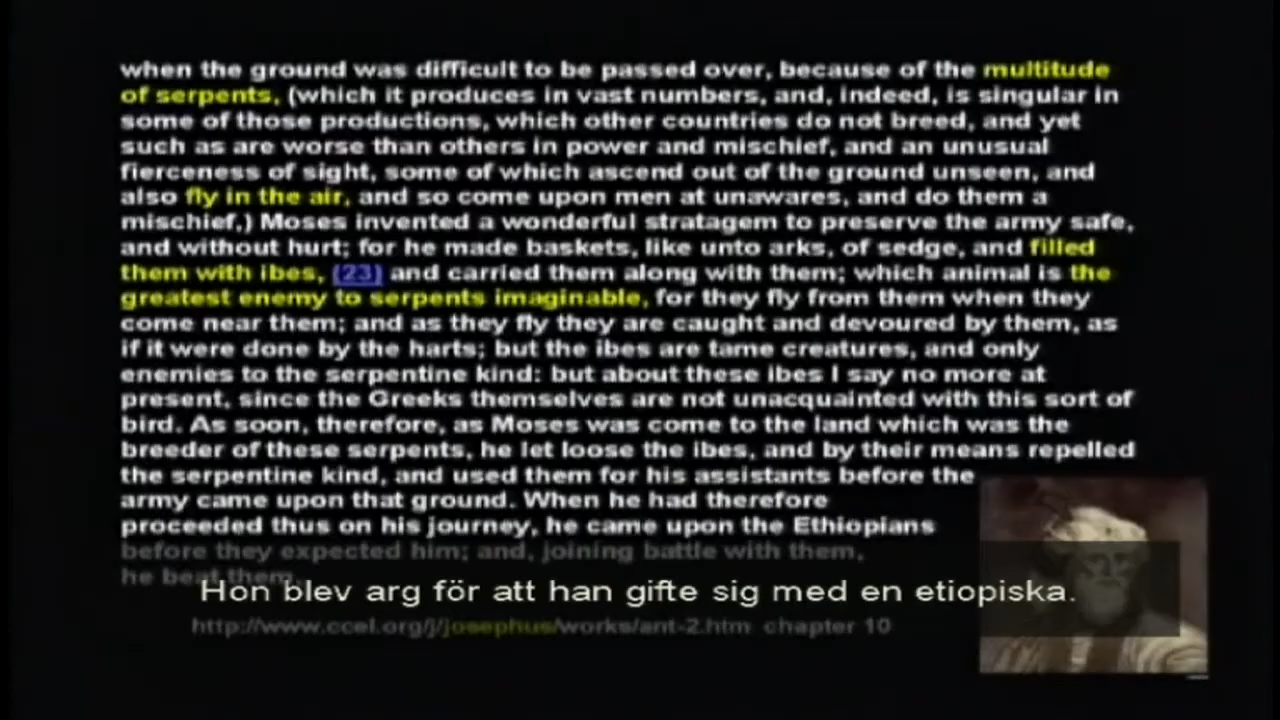 when the ground was difficult to be passed over, because of the multitude
of serpents, (which it produces in vast numbers, and, indeed, is singular in
some of those productions, which other countries do not breed, and yet
such as are worse than others in power and mischief, and an unusual
fierceness of sight, some of which ascend out of the ground unseen, and
also fly in the air, and so come upon men at unawares, and do them a
mischief,) Moses invented a wonderful stratagem to preserve the army safe,
and without hurt; for he made baskets, like unto arks, of sedge, and filled
them with ibes, (23) and carried them along with them; which animal is the
greatest enemy to serpents imaginable, for they fly from them when they
come near them; and as they fly they are caught and devoured by them, as
if it were done by the harts; but the ibes are tame creatures, and only
enemies to the serpentine kind: but about these ibes I say no more at
present, since the Greeks themselves are not unacquainted with this sort of
bird. As soon, therefore, as Moses was come to the land which was the
breeder of these serpents, he let loose the ibes, and by their means repelled
the serpentine kind, and used them for his assistants before the
army came upon that ground. When he had therefore
proceeded thus on his journey, he came upon the Ethiopians
before they expected him; and, joining battle with them,
he beat them,
Hon blev arg för att han gifte sig med en etiopiska.
http://www.ccel.org/j/josephus/works/ant-2.htm chapter 10